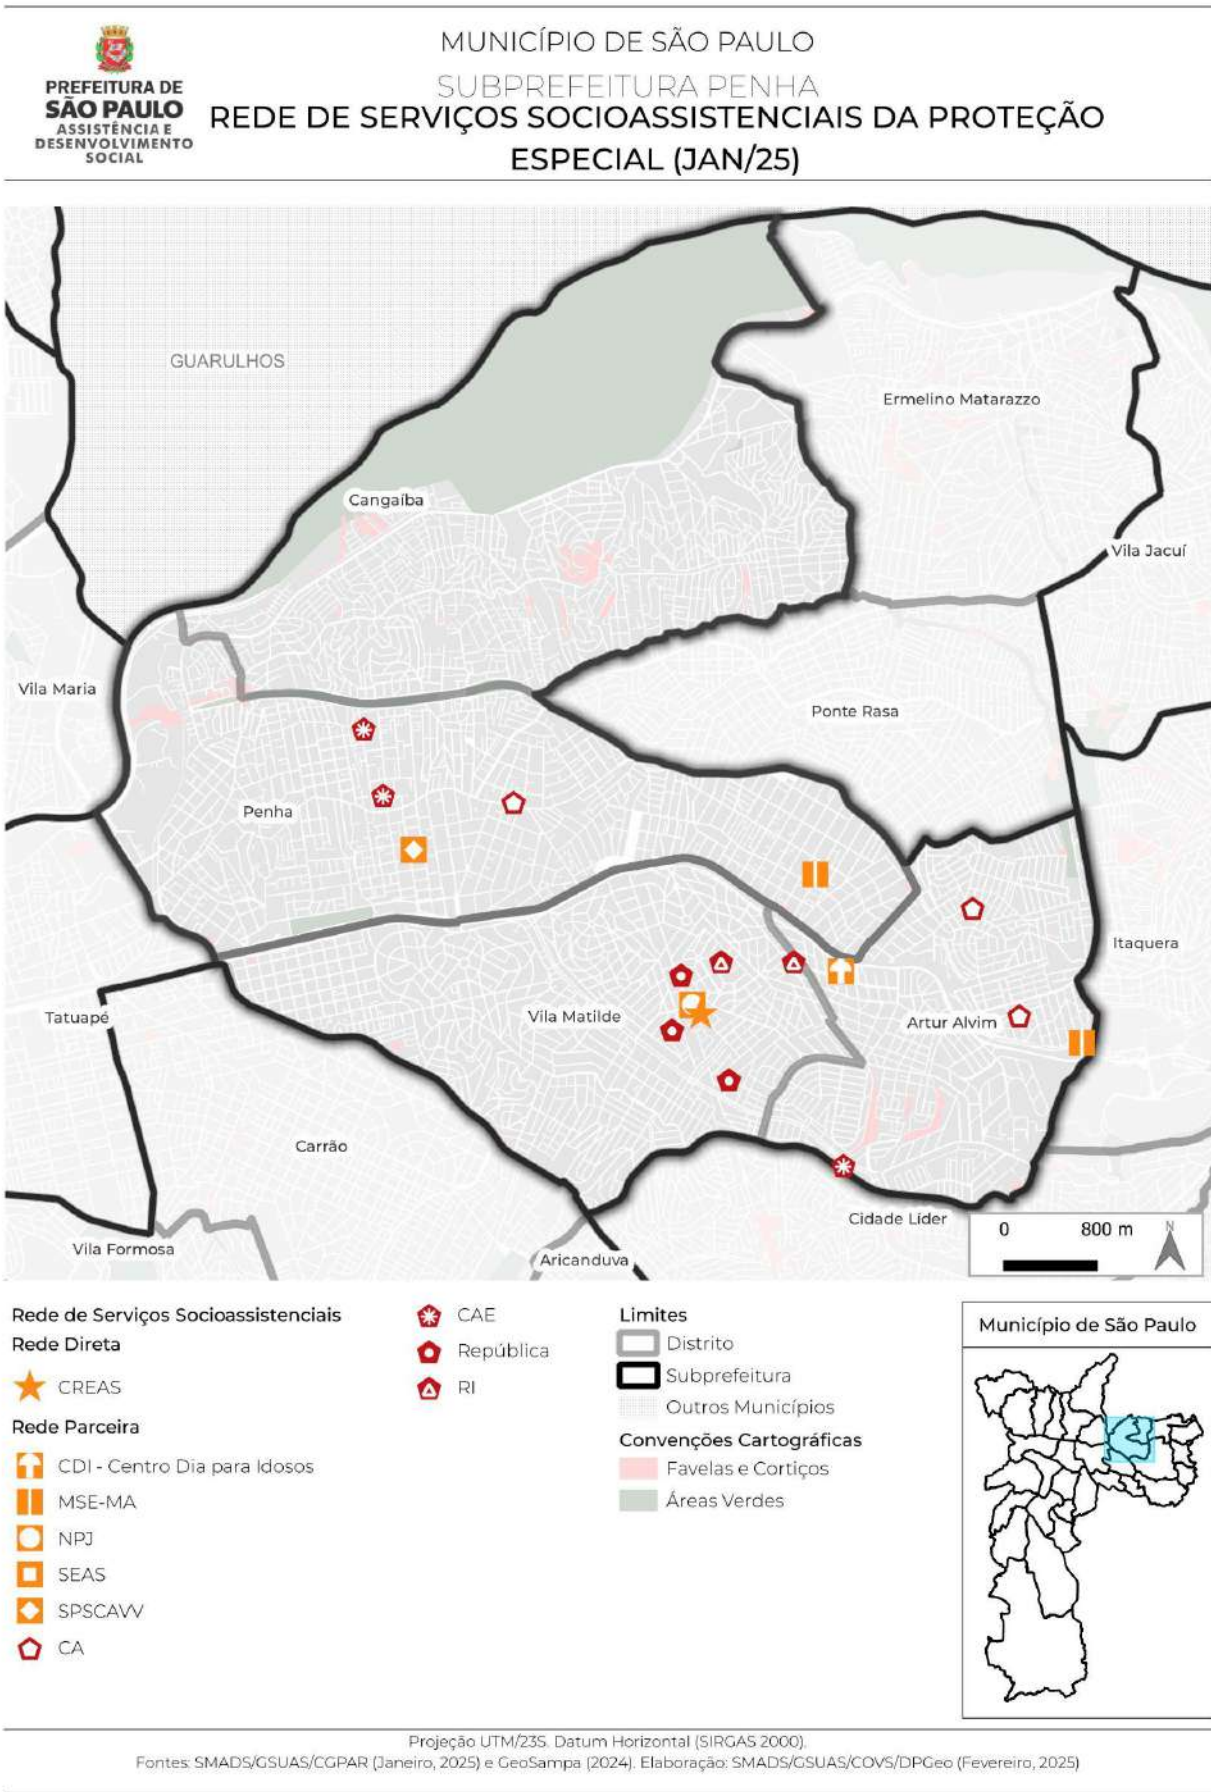 PREFEITURA DE
SÃO PAULO
ASSISTÊNCIA E
DESENVOLVIMENTO
SOCIAL
MUNICÍPIO DE SÃO PAULO
SUBPREFEITURA PENHA
REDE DE SERVIÇOS SOCIOASSISTENCIAIS DA PROTEÇÃO
ESPECIAL (JAN/25)
GUARULHOS
Ermelino Matarazzo
Cangaíba
Vila Jacuí
Vila Maria
Ponte Rasa
Penha
Itaquera
Tatuapé
Vila Matilde
Artur Alvim
Carrão
Cidade Líder
Vila Formosa
Aricanduva
0 800 m
N
Rede de Serviços Socioassistenciais
Rede Direta
CREAS
Rede Parceira
CDI - Centro Dia para Idosos
MSE-MA
NPJ
SEAS
SPSCAVV
CA
CAE
República
RI
Limites
Distrito
Subprefeitura
Outros Municípios
Convenções Cartográficas
Favelas e Cortiços
Áreas Verdes
Município de São Paulo
Projeção UTM/23S. Datum Horizontal (SIRGAS 2000).
Fontes: SMADS/GSUAS/CGPAR (Janeiro, 2025) e GeoSampa (2024). Elaboração: SMADS/GSUAS/COVS/DPGeo (Fevereiro, 2025)